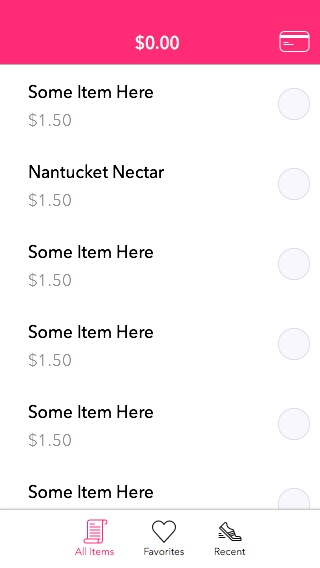 $0.00
Some Item Here
$1.50
Nantucket Nectar
$1.50
Some Item Here
$1.50
Some Item Here
$1.50
Some Item Here
$1.50
Some Item Here
All Items
Favorites
Recent